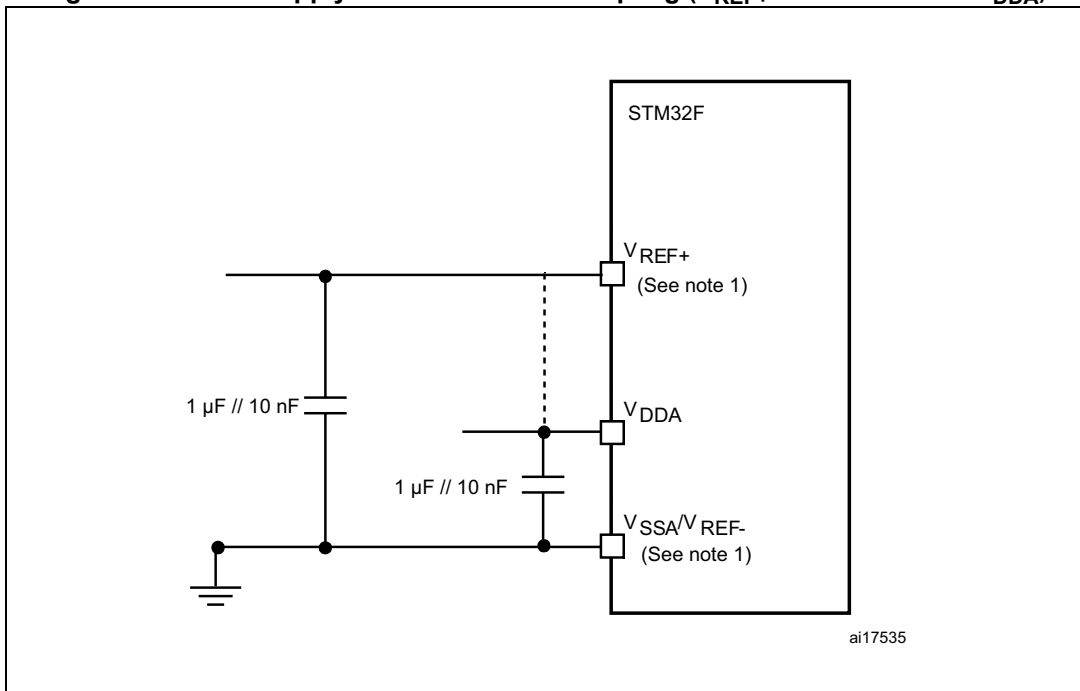 STM32F
VREF+
(See note 1)
1 µF // 10 nF
VDDA
1 µF // 10 nF
VSSA/VREF-
(See note 1)
ai17535